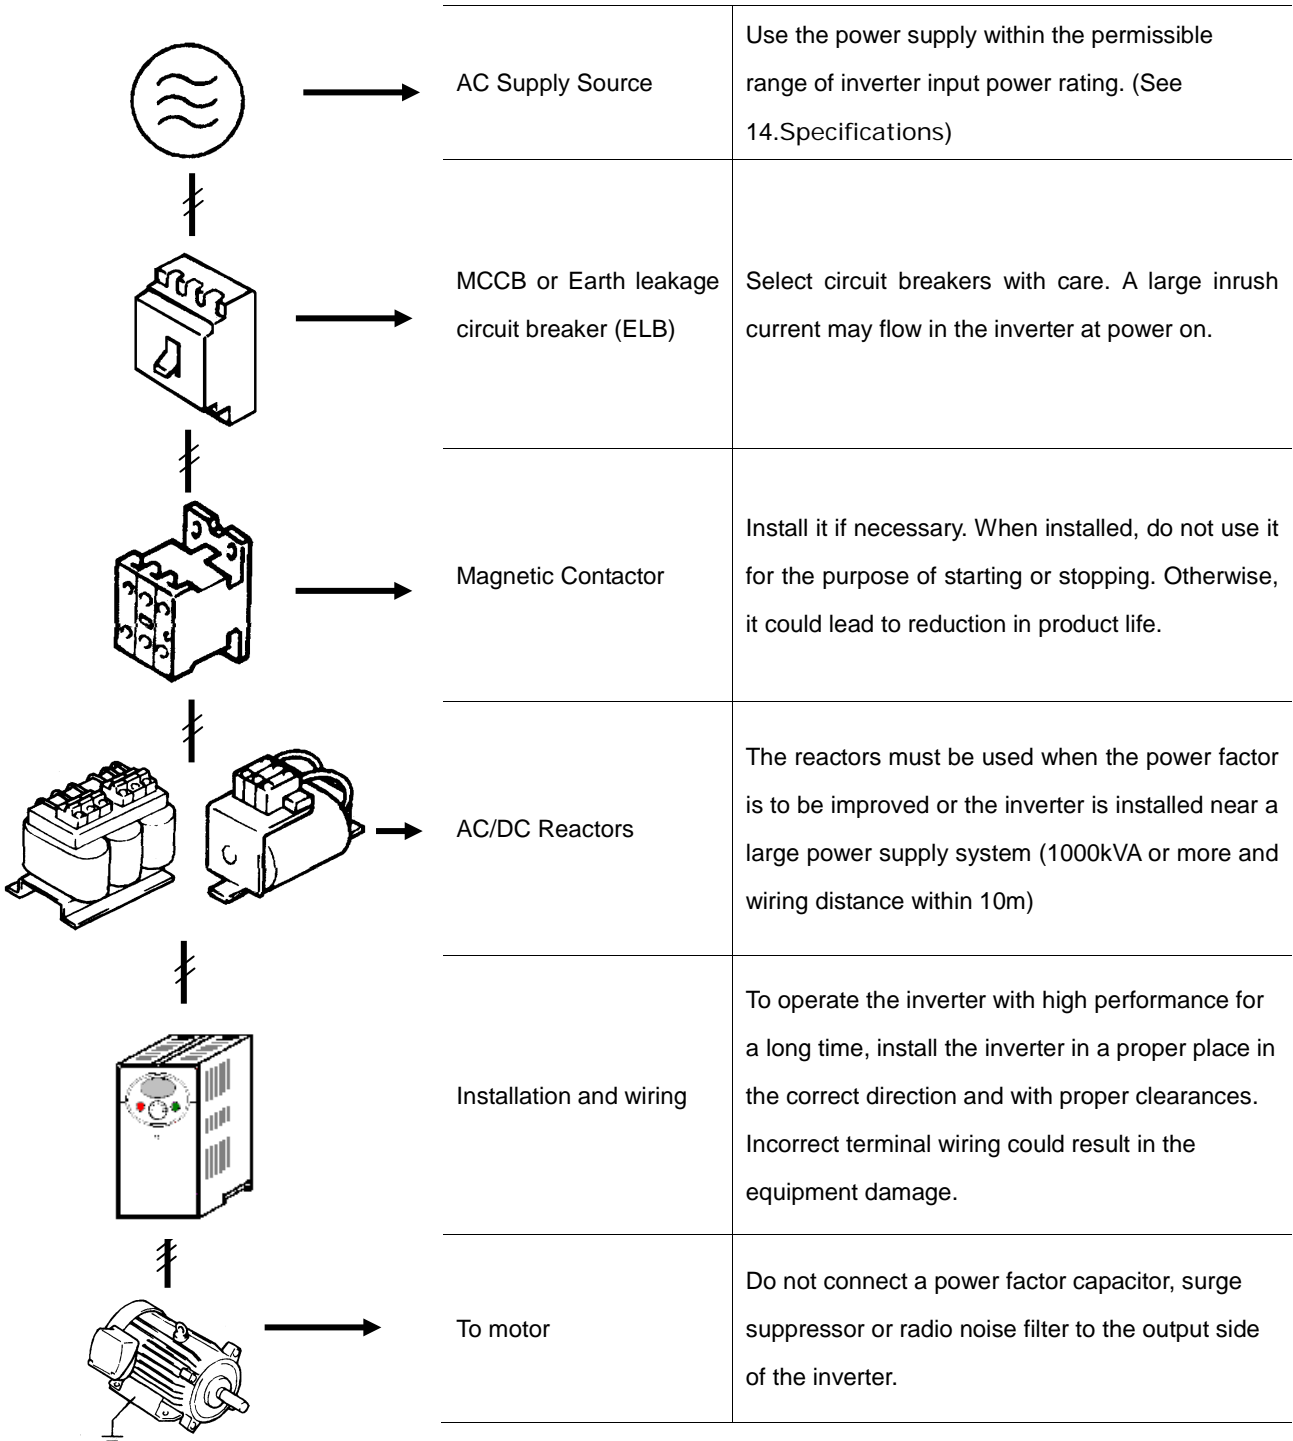 AC Supply Source
Use the power supply within the permissible
range of inverter input power rating. (See
14.Specifications)
MCCB or Earth leakage
circuit breaker (ELB)
Select circuit breakers with care. A large inrush
current may flow in the inverter at power on.
Magnetic Contactor
Install it if necessary. When installed, do not use it
for the purpose of starting or stopping. Otherwise,
it could lead to reduction in product life.
AC/DC Reactors
The reactors must be used when the power factor
is to be improved or the inverter is installed near a
large power supply system (1000kVA or more and
wiring distance within 10m)
Installation and wiring
To operate the inverter with high performance for
a long time, install the inverter in a proper place in
the correct direction and with proper clearances.
Incorrect terminal wiring could result in the
equipment damage.
To motor
Do not connect a power factor capacitor, surge
suppressor or radio noise filter to the output side
of the inverter.